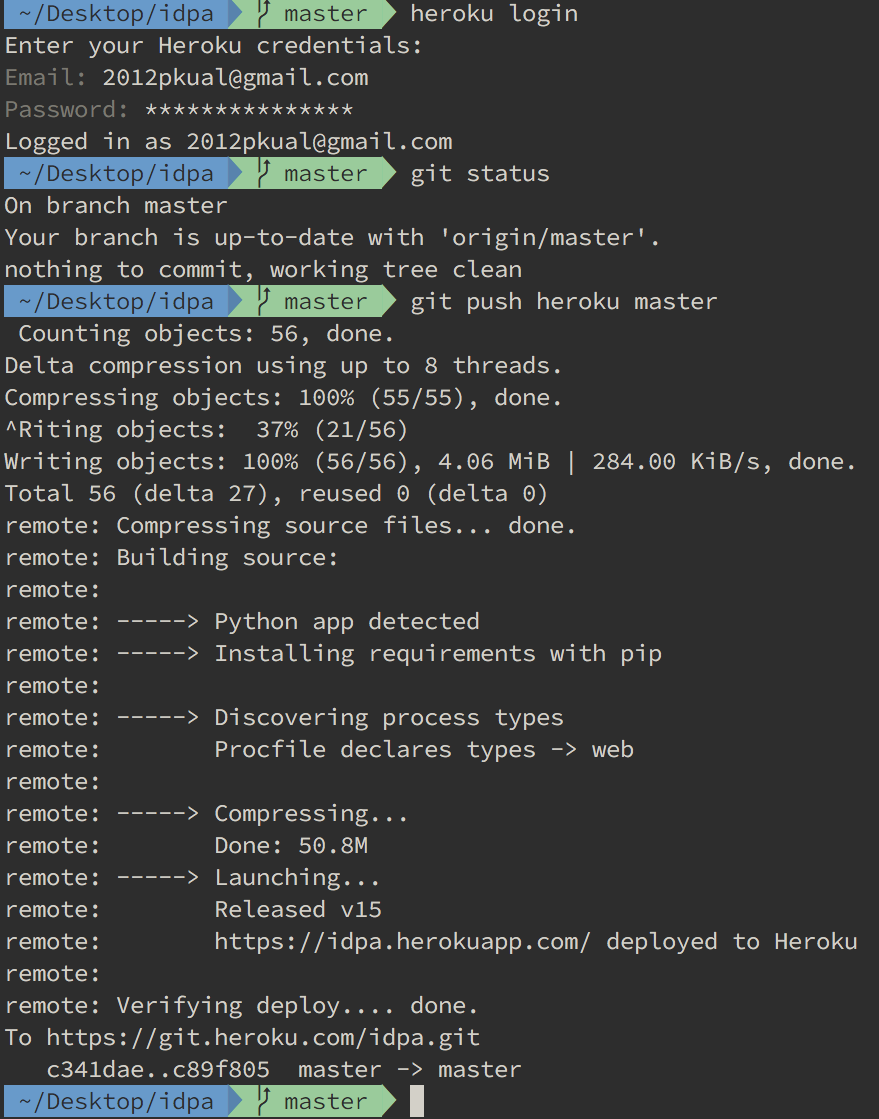 ~/Desktop/idpa master heroku login
Enter your Heroku credentials:
Email: 2012pkual@gmail.com
Password: ***************
Logged in as 2012pkual@gmail.com
~/Desktop/idpa master git status
On branch master
Your branch is up-to-date with 'origin/master'.
nothing to commit, working tree clean
~/Desktop/idpa master git push heroku master
Counting objects: 56, done.
Delta compression using up to 8 threads.
Compressing objects: 100% (55/55), done.
^Riting objects:  37% (21/56)
Writing objects: 100% (56/56), 4.06 MiB | 284.00 KiB/s, done.
Total 56 (delta 27), reused 0 (delta 0)
remote: Compressing source files... done.
remote: Building source:
remote:
remote: -----> Python app detected
remote: -----> Installing requirements with pip
remote:
remote: -----> Discovering process types
remote:        Procfile declares types -> web
remote:
remote: -----> Compressing...
remote:        Done: 50.8M
remote: -----> Launching...
remote:        Released v15
remote:        https://idpa.herokuapp.com/ deployed to Heroku
remote:
remote: Verifying deploy.... done.
To https://git.heroku.com/idpa.git
   c341dae..c89f805  master -> master
~/Desktop/idpa master